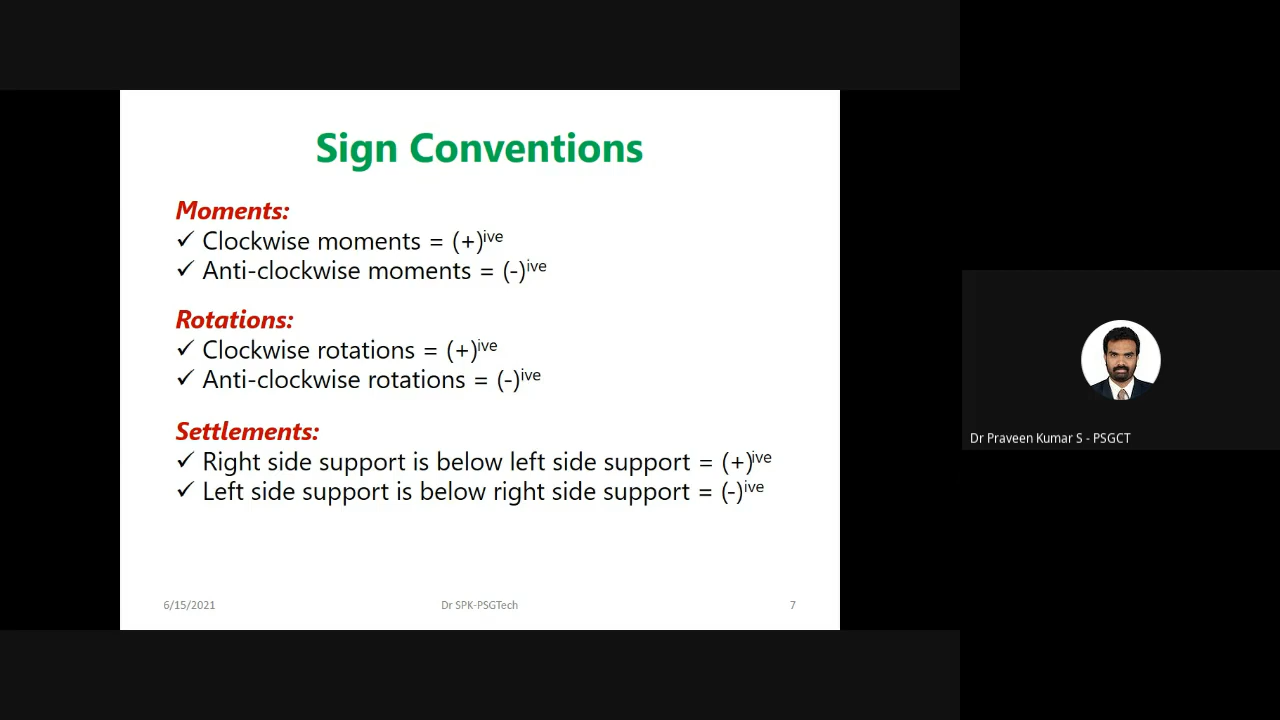 Sign Conventions
Moments:
✓ Clockwise moments = (+)ive
✓ Anti-clockwise moments = (-)ive
Rotations:
✓ Clockwise rotations = (+)ive
✓ Anti-clockwise rotations = (-)ive
Settlements:
✓ Right side support is below left side support = (+)ive
✓ Left side support is below right side support = (-)ive
6/15/2021 Dr SPK-PSGTech 7
Dr Praveen Kumar S - PSGCT